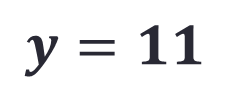 y = 11